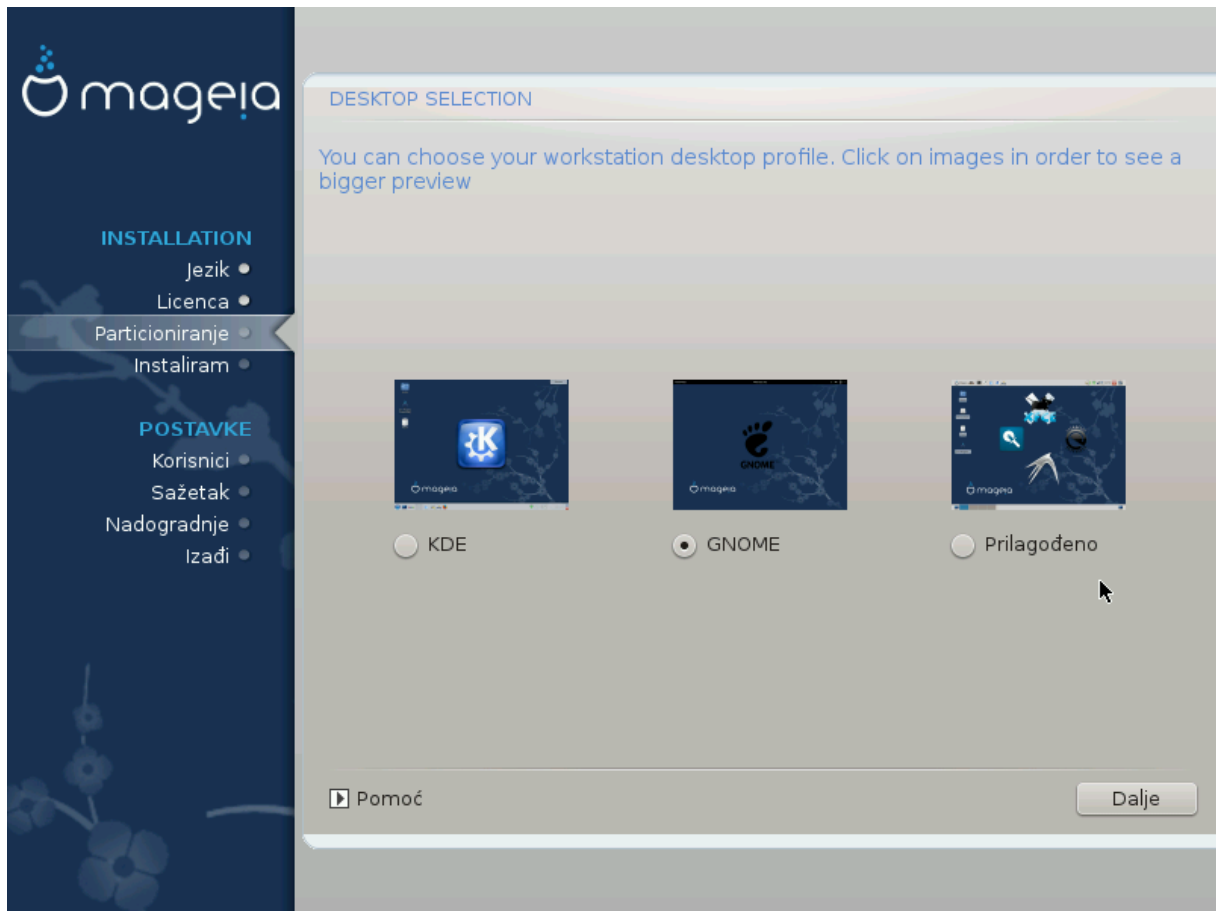 mageia
DESKTOP SELECTION
You can choose your workstation desktop profile. Click on images in order to see a
bigger preview
INSTALLATION
Jezik
Licenca
Particioniranje
Instaliram
POSTAVKE
Korisnici
Sažetak
Nadogradnje
Izađi
mageia
GNOME
mageia
mageia
KDE
GNOME
Prilagođeno
Pomoć
Dalje